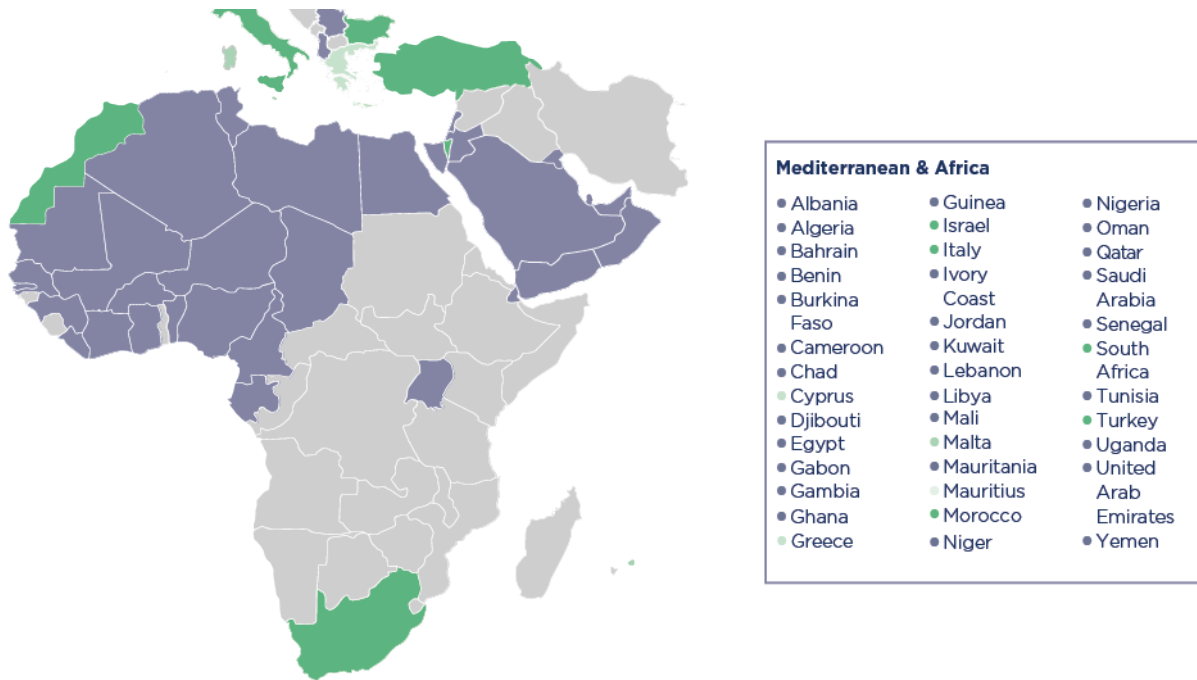 Mediterranean & Africa
Albania
Algeria
Bahrain
Benin
Burkina
Faso
Cameroon
Chad
Cyprus
Djibouti
Egypt
Gabon
Gambia
Ghana
Greece
Guinea
Israel
Italy
Ivory
Coast
Jordan
Kuwait
Lebanon
Libya
Mali
Malta
Mauritania
Mauritius
Morocco
Niger
Nigeria
Oman
Qatar
Saudi
Arabia
Senegal
South
Africa
Tunisia
Turkey
Uganda
United
Arab
Emirates
Yemen